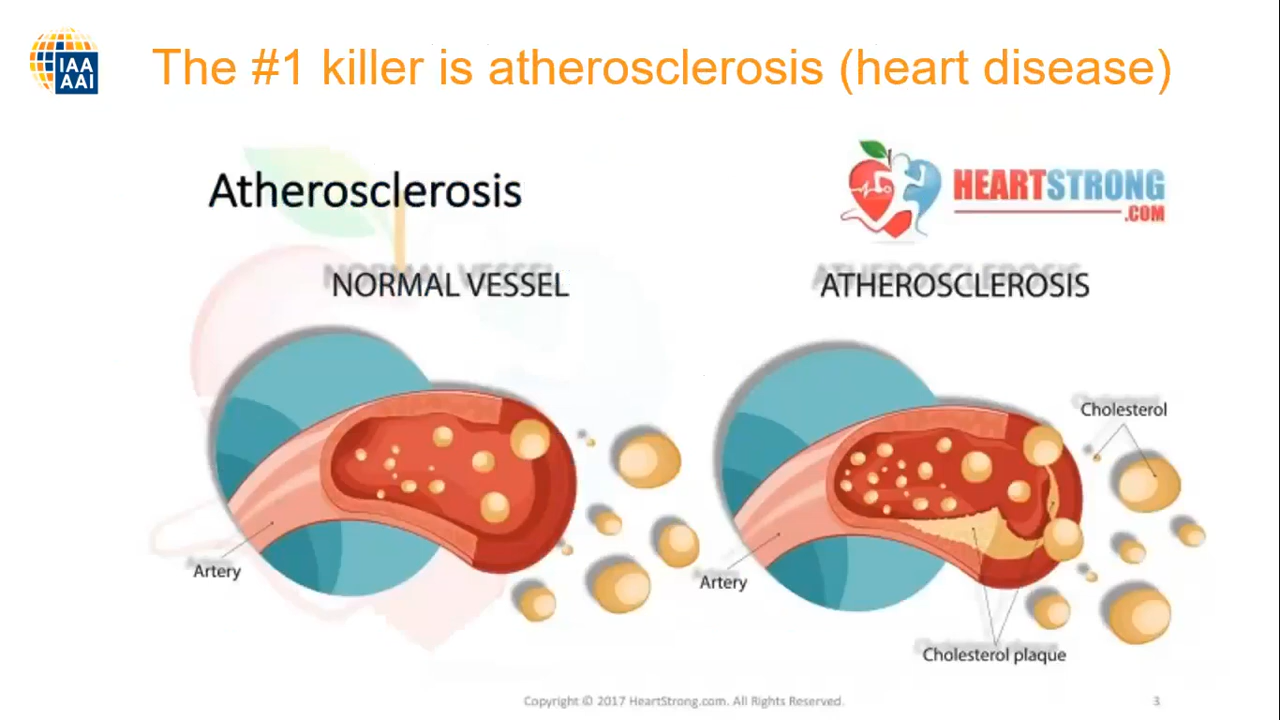 IAA
AAI
The #1 killer is atherosclerosis (heart disease)
Atherosclerosis
HEARTSTRONG
.COM
NORMAL VESSEL
ATHEROSCLEROSIS
Cholesterol
Artery
Artery
Cholesterol plaque
Copyright © 2017 HeartStrong.com. All Rights Reserved.
3